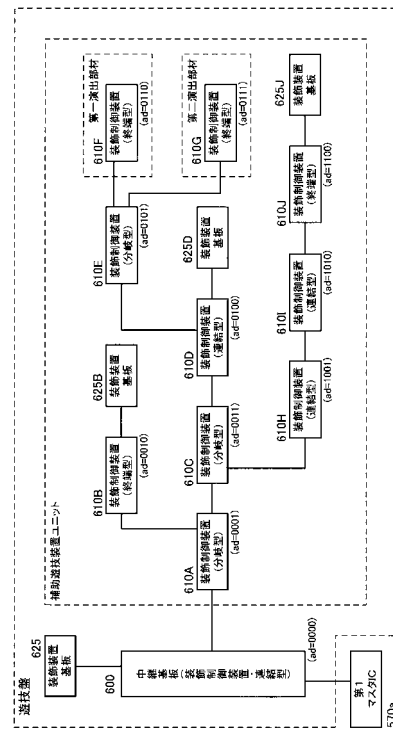 遊技盤
625
装飾装置
基板
600
中継基板(装飾制御装置・連結型)
(ad=0000)
第1
マスタIC
570a
補助遊技装置ユニット
610A
装飾制御装置
(分岐型)
(ad=0001)
610B
装飾制御装置
(終端型)
(ad=0010)
625B
装飾装置
基板
610C
装飾制御装置
(分岐型)
(ad=0011)
610D
装飾制御装置
(連結型)
(ad=0100)
625D
装飾装置
基板
610E
装飾制御装置
(分岐型)
(ad=0101)
第一演出部材
610F
装飾制御装置
(終端型)
(ad=0110)
第二演出部材
610G
装飾制御装置
(終端型)
(ad=0111)
610H
装飾制御装置
(連結型)
(ad=1001)
610I
装飾制御装置
(連結型)
(ad=1010)
610J
装飾制御装置
(終端型)
(ad=1100)
625J
装飾装置
基板